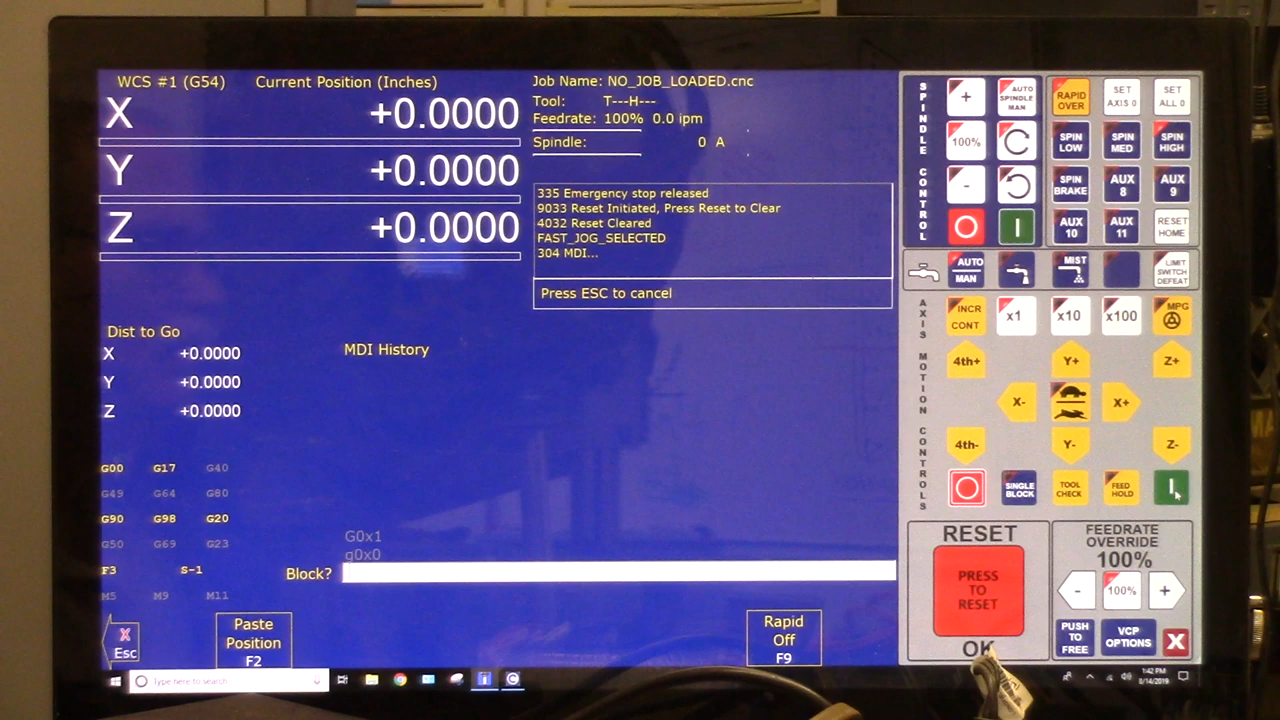 WCS #1 (G54) Current Position (Inches)
X +0.0000
Y +0.0000
Z +0.0000
Job Name: NO_JOB_LOADED.cnc
Tool: T---H---
Feedrate: 100% 0.0 ipm
Spindle: 0 A
335 Emergency stop released
9033 Reset Initiated, Press Reset to Clear
4032 Reset Cleared
FAST_JOG_SELECTED
304 MDI...
Press ESC to cancel
Dist to Go
X +0.0000
Y +0.0000
Z +0.0000
MDI History
G00 G17 G40
G49 G64 G80
G90 G98 G20
G50 G69 G23
F3 S-1
M5 M9 M11
G0x1
g0x0
Block?
X
Esc
Paste
Position
F2
Rapid
Off
F9
SPINDLE CONTROL
+
AUTO
SPINDLE
MAN
100%
-
RAPID
OVER
SET
AXIS 0
SET
ALL 0
SPIN
LOW
SPIN
MED
SPIN
HIGH
SPIN
BRAKE
AUX
8
AUX
9
AUX
10
AUX
11
RESET
HOME
AUTO
MAN
MIST
LIMIT
SWITCH
DEFEAT
AXIS MOTION CONTROLS
INCR
CONT
x1
x10
x100
MPG
4th+
Y+
Z+
X-
X+
4th-
Y-
Z-
SINGLE
BLOCK
TOOL
CHECK
FEED
HOLD
RESET
PRESS
TO
RESET
OK
FEEDRATE
OVERRIDE
100%
-
100%
+
PUSH
TO
FREE
VCP
OPTIONS
X
Type here to search
1:42 PM
8/14/2019